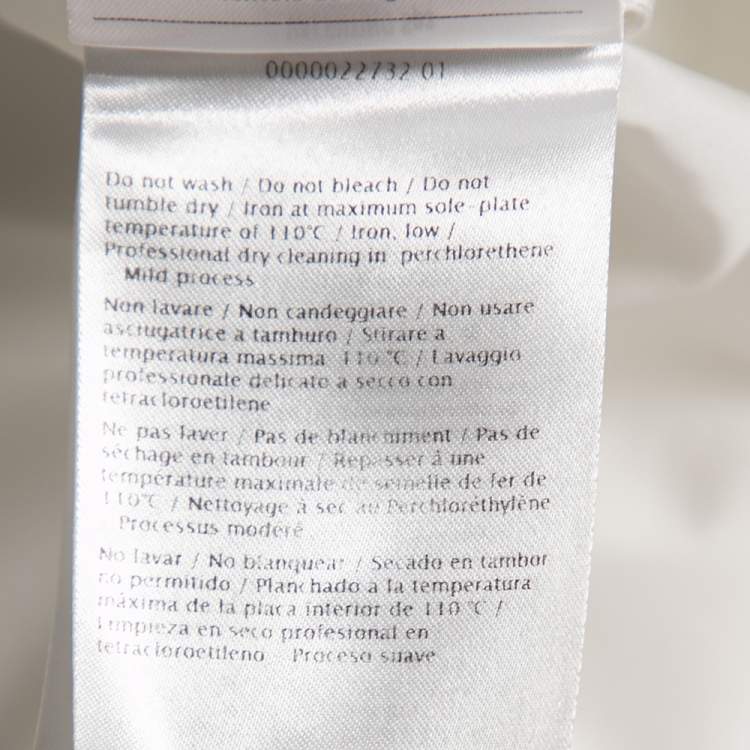 0000022732 01
Do not wash / Do not bleach / Do not
tumble dry / Iron at maximum sole-plate
temperature of 110°C / Iron, low /
Professional dry cleaning in perchlorethene
Mild process
Non lavare / Non candeggiare / Non usare
asciugatrice a tamburo / Stirare a
temperatura massima 110 °C / Lavaggio
professionale delicato a secco con
tetracloroetilene
Ne pas laver / Pas de blanchiment / Pas de
séchage en tambour / Repasser à une
température maximale de semelle de fer de
110°C / Nettoyage à sec au Perchloréthylène
Processus modéré
No lavar / No blanquear / Secado en tambor
no permitido / Planchado a la temperatura
máxima de la placa interior de 110 °C /
Limpieza en seco profesional en
tetracloroetileno Proceso suave